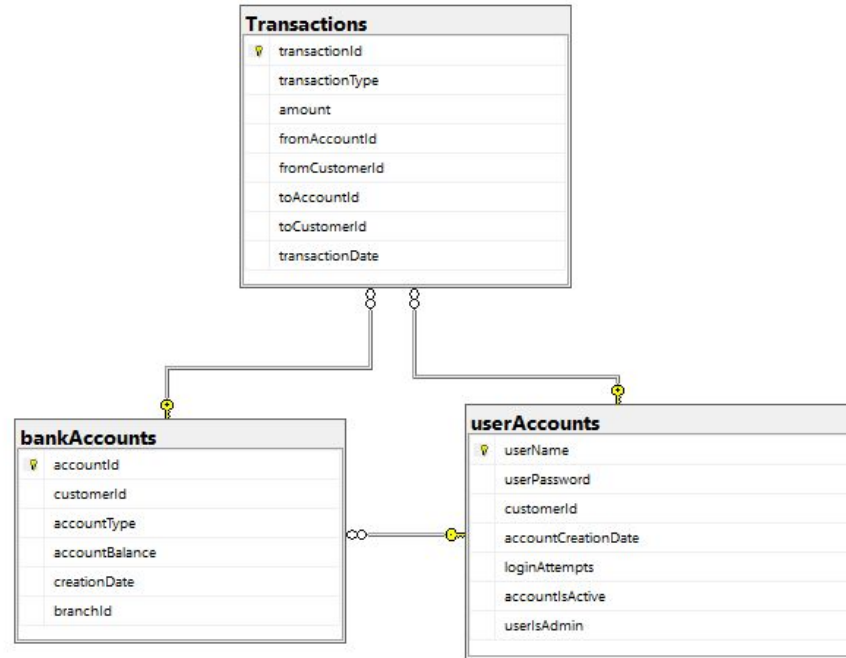 Transactions
transactionId
transactionType
amount
fromAccountId
fromCustomerId
toAccountId
toCustomerId
transactionDate
bankAccounts
accountId
customerId
accountType
accountBalance
creationDate
branchId
userAccounts
userName
userPassword
customerId
accountCreationDate
loginAttempts
accountIsActive
userIsAdmin